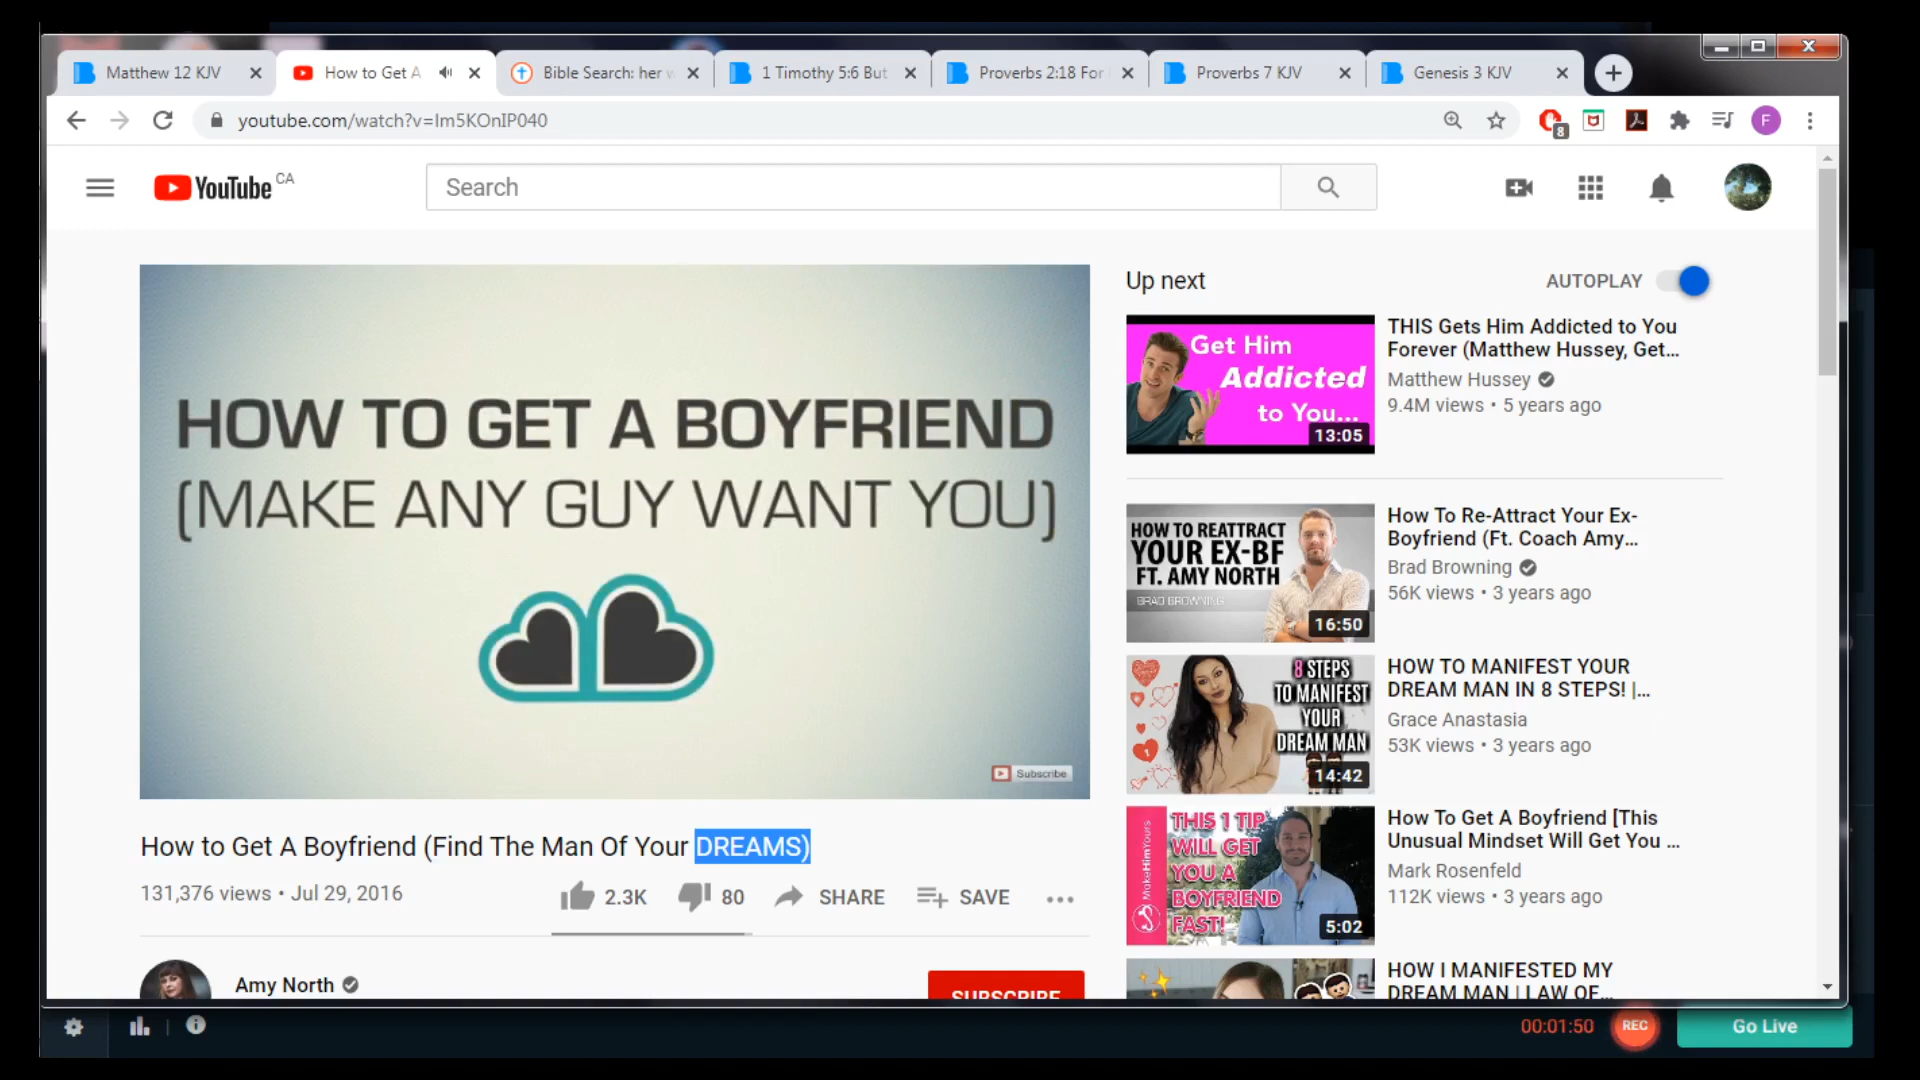 Matthew 12 KJV
How to Get A
Bible Search: her w
1 Timothy 5:6 But
Proverbs 2:18 For
Proverbs 7 KJV
Genesis 3 KJV
youtube.com/watch?v=Im5KOnIP040
8
F
YouTube CA
Search
HOW TO GET A BOYFRIEND
(MAKE ANY GUY WANT YOU)
Subscribe
How to Get A Boyfriend (Find The Man Of Your DREAMS)
131,376 views • Jul 29, 2016
2.3K
80
SHARE
SAVE
Amy North
SUBSCRIBE
Up next
AUTOPLAY
Get Him
Addicted
to You...
13:05
THIS Gets Him Addicted to You
Forever (Matthew Hussey, Get...
Matthew Hussey
9.4M views • 5 years ago
HOW TO REATTRACT
YOUR EX-BF
FT. AMY NORTH
BRAD BROWNING
16:50
How To Re-Attract Your Ex-
Boyfriend (Ft. Coach Amy...
Brad Browning
56K views • 3 years ago
8 STEPS
TO MANIFEST
YOUR
DREAM MAN
14:42
HOW TO MANIFEST YOUR
DREAM MAN IN 8 STEPS! |...
Grace Anastasia
53K views • 3 years ago
MakeHimYours
THIS 1 TIP
WILL GET
YOU A
BOYFRIEND
FAST!
5:02
How To Get A Boyfriend [This
Unusual Mindset Will Get You ...
Mark Rosenfeld
112K views • 3 years ago
HOW I MANIFESTED MY
DREAM MAN | LAW OF...
00:01:50
REC
Go Live